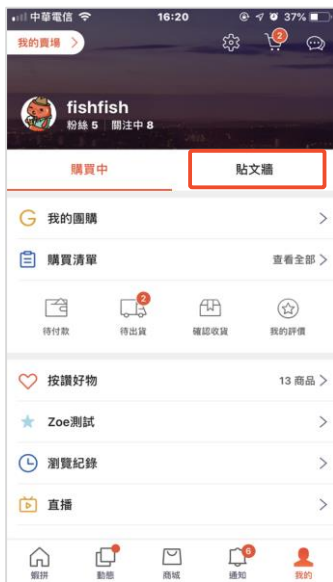 中華電信 16:20 37%
我的賣場 > 2
fishfish
粉絲 5 關注中 8
購買中 貼文牆
G 我的團購 >
購買清單 查看全部 >
2
待付款 待出貨 確認收貨 我的評價
按讚好物 13 商品 >
Zoe測試 >
瀏覽紀錄 >
直播 >
6
蝦拼 動態 商城 通知 我的